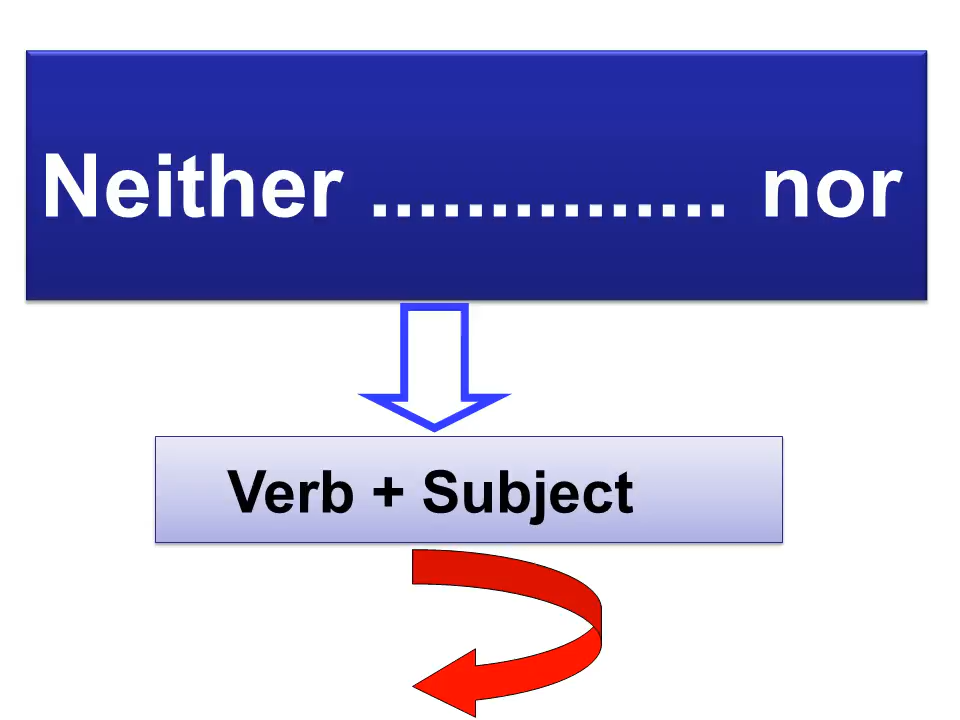 Neither ............... nor
Verb + Subject